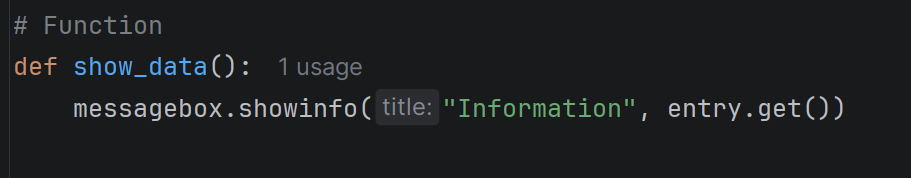 # Function
def show_data(): 1 usage
    messagebox.showinfo(title: "Information", entry.get())